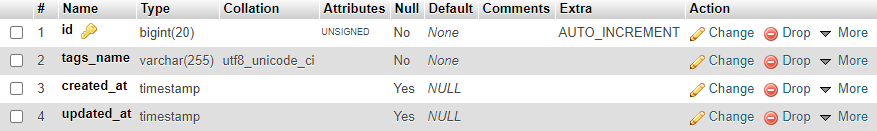 # Name Type Collation Attributes Null Default Comments Extra Action
1 id bigint(20) UNSIGNED No None AUTO_INCREMENT Change Drop More
2 tags_name varchar(255) utf8_unicode_ci No None Change Drop More
3 created_at timestamp Yes NULL Change Drop More
4 updated_at timestamp Yes NULL Change Drop More